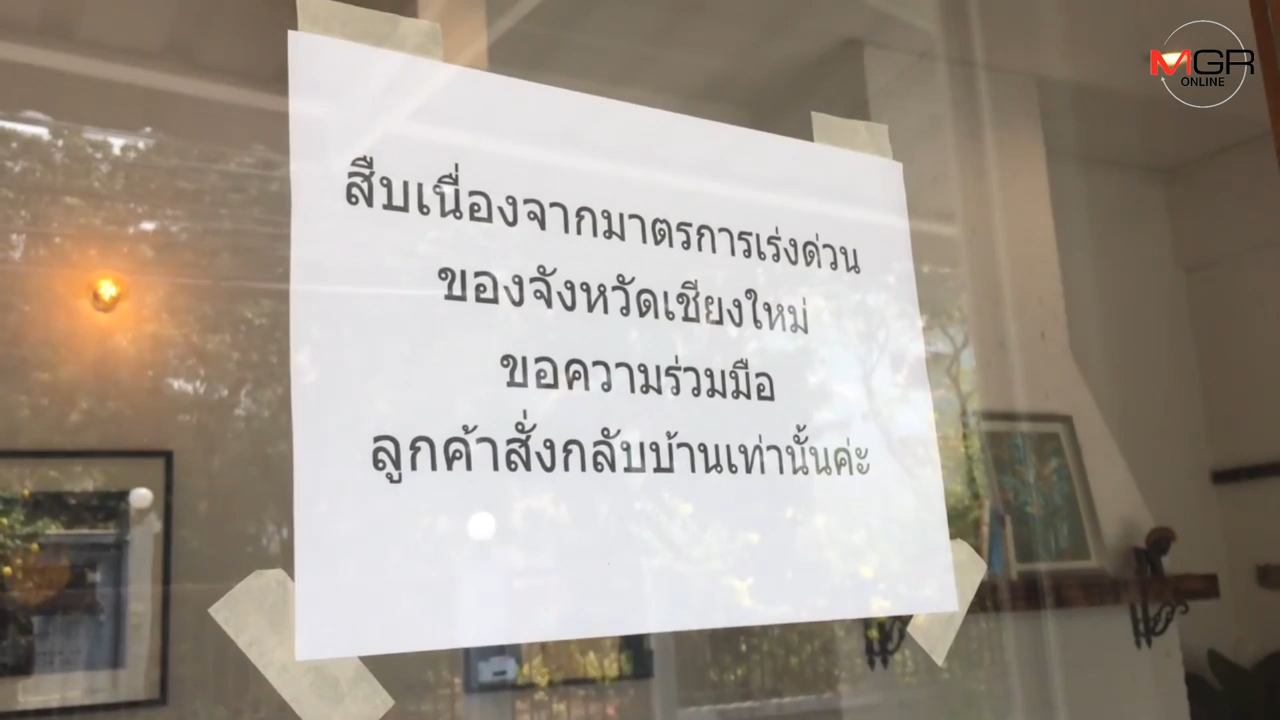 สืบเนื่องจากมาตรการเร่งด่วน
ของจังหวัดเชียงใหม่
ขอความร่วมมือ
ลูกค้าสั่งกลับบ้านเท่านั้นค่ะ
MGR
ONLINE